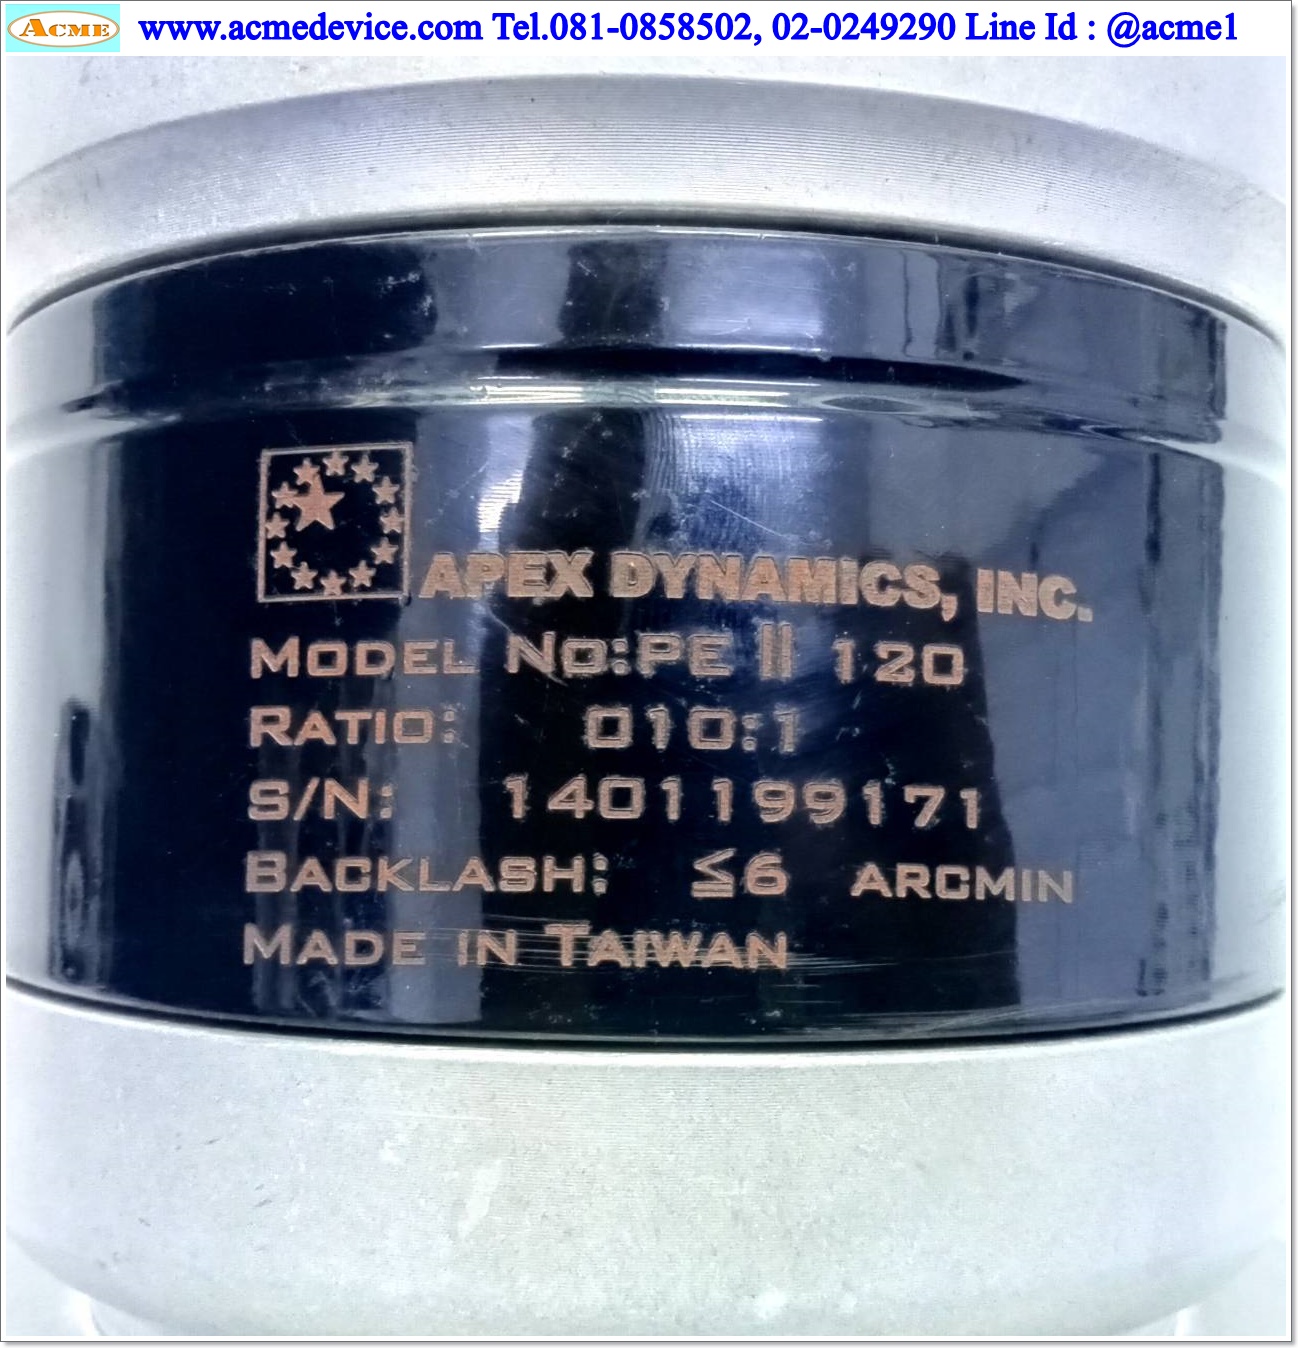 ACME www.acmedevice.com Tel.081-0858502, 02-0249290 Line Id : @acme1
APEX DYNAMICS, INC.
MODEL NO:PE II 120
RATIO: 010:1
S/N: 1401199171
BACKLASH: ≦6 ARCMIN
MADE IN TAIWAN